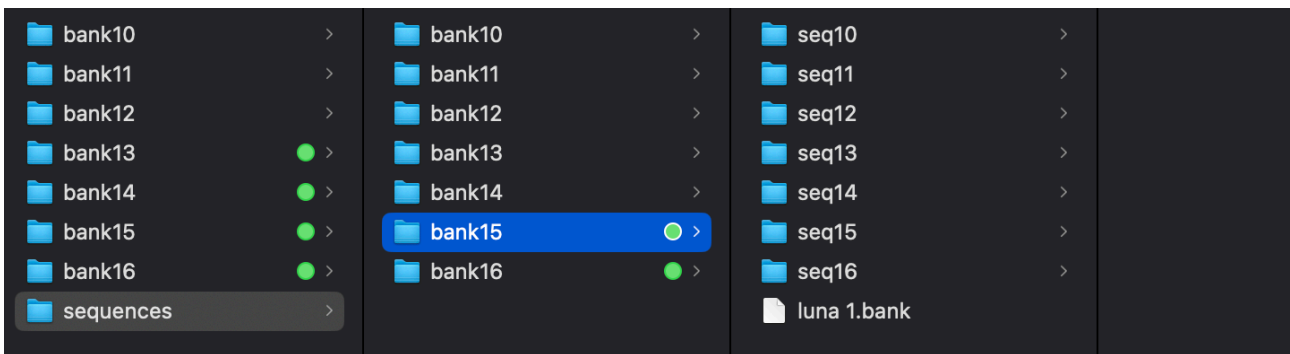 bank10
bank11
bank12
bank13
bank14
bank15
bank16
sequences
bank10
bank11
bank12
bank13
bank14
bank15
bank16
seq10
seq11
seq12
seq13
seq14
seq15
seq16
luna 1.bank